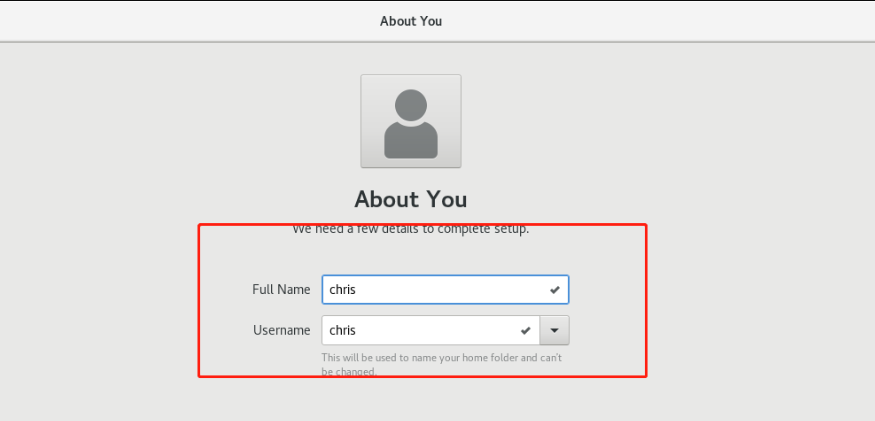 About You
About You
We need a few details to complete setup.
Full Name chris
Username chris
This will be used to name your home folder and can't
be changed.